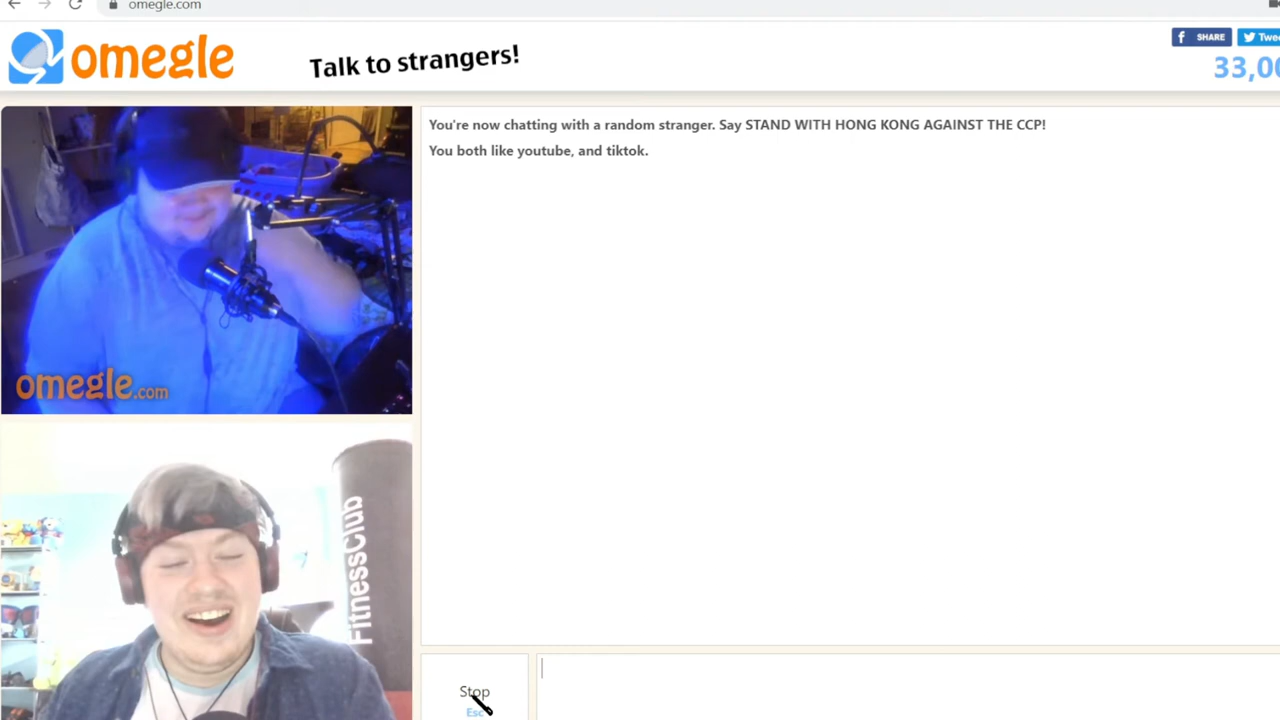 omegle.com
omegle
Talk to strangers!
SHARE
Twee
33,00
You're now chatting with a random stranger. Say STAND WITH HONG KONG AGAINST THE CCP!
You both like youtube, and tiktok.
omegle.com
FitnessClub
Stop
Esc